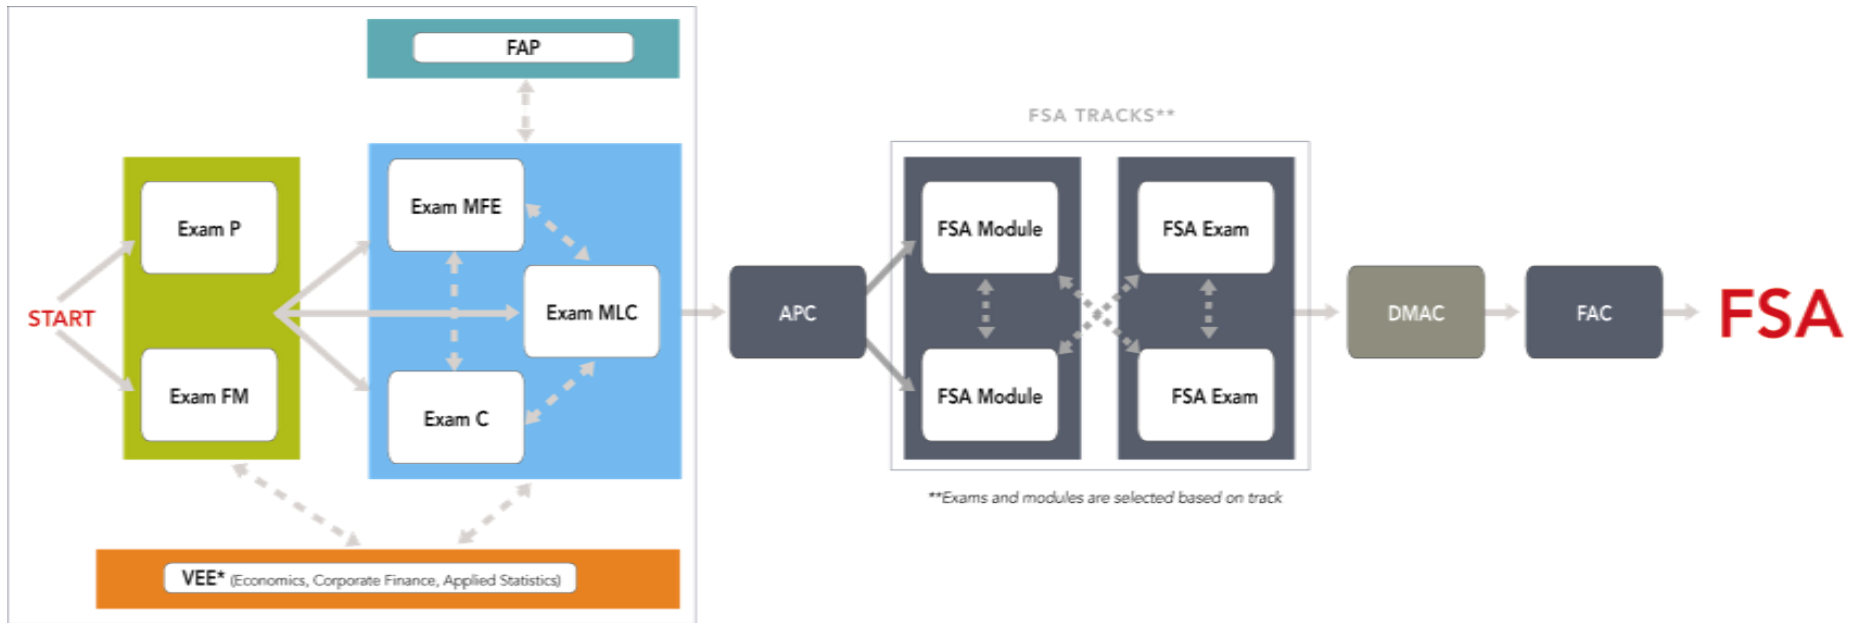 FAP
FSA TRACKS**
Exam MFE
Exam P
FSA Module
FSA Exam
START
Exam MLC
APC
DMAC
FAC
FSA
Exam FM
Exam C
FSA Module
FSA Exam
**Exams and modules are selected based on track
VEE* (Economics, Corporate Finance, Applied Statistics)